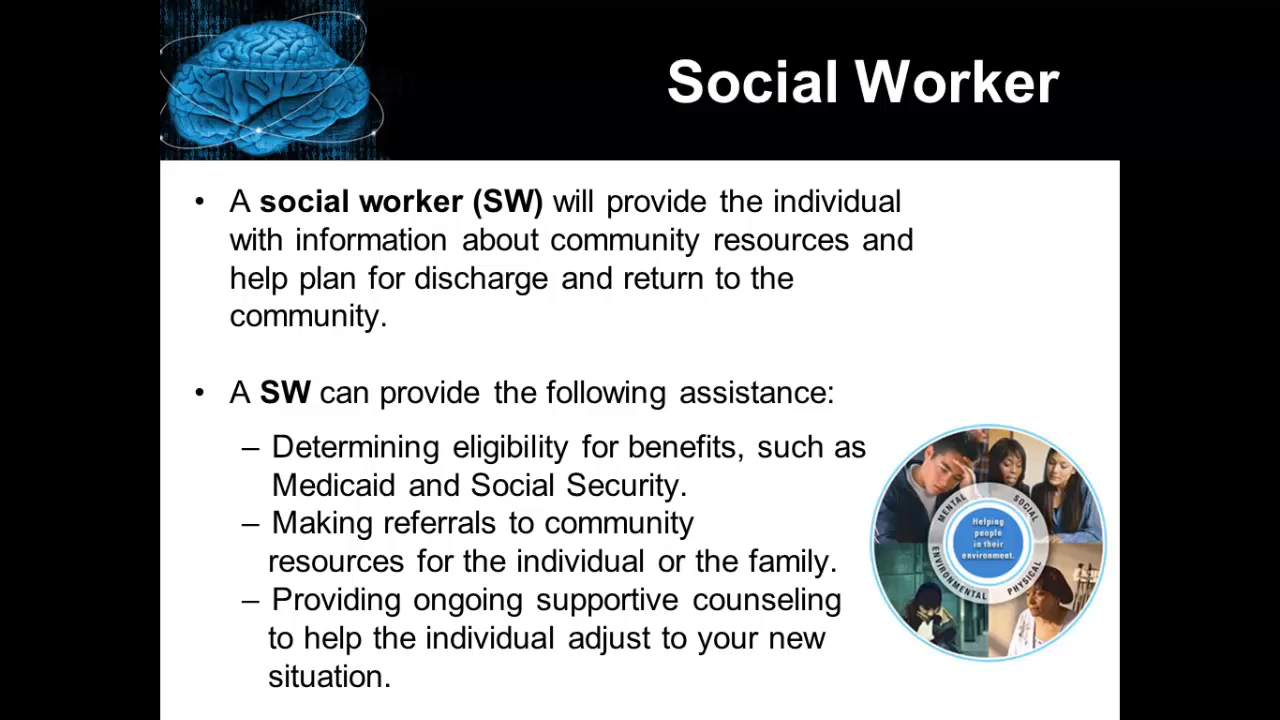 Social Worker
• A social worker (SW) will provide the individual
with information about community resources and
help plan for discharge and return to the
community.
• A SW can provide the following assistance:
– Determining eligibility for benefits, such as
Medicaid and Social Security.
– Making referrals to community
resources for the individual or the family.
– Providing ongoing supportive counseling
to help the individual adjust to your new
situation.
MENTAL
SOCIAL
ENVIRONMENTAL
PHYSICAL
Helping
people
in their
environment.